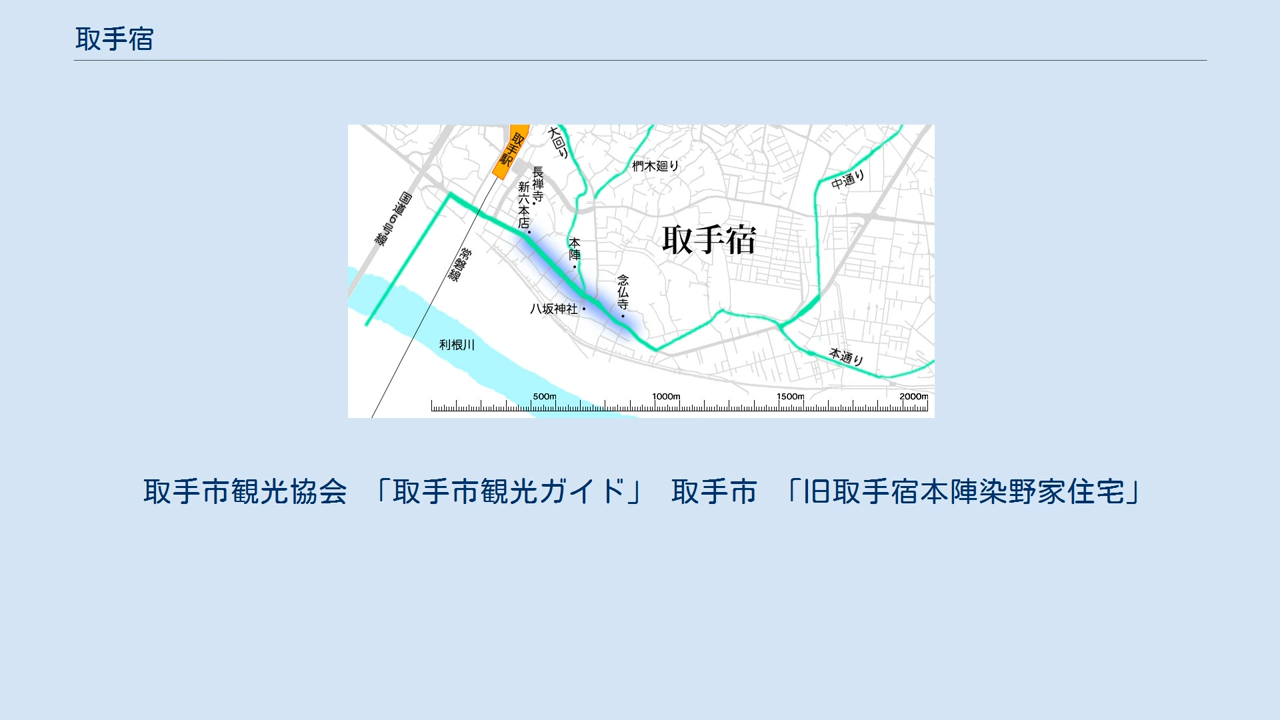 取手宿
取手駅
大回り
椚木廻り
中通り
長禅寺
新六本店
国道6号線
常磐線
本陣
取手宿
念仏寺
八坂神社
利根川
本通り
500m 1000m 1500m 2000m
取手市観光協会 「取手市観光ガイド」 取手市 「旧取手宿本陣染野家住宅」